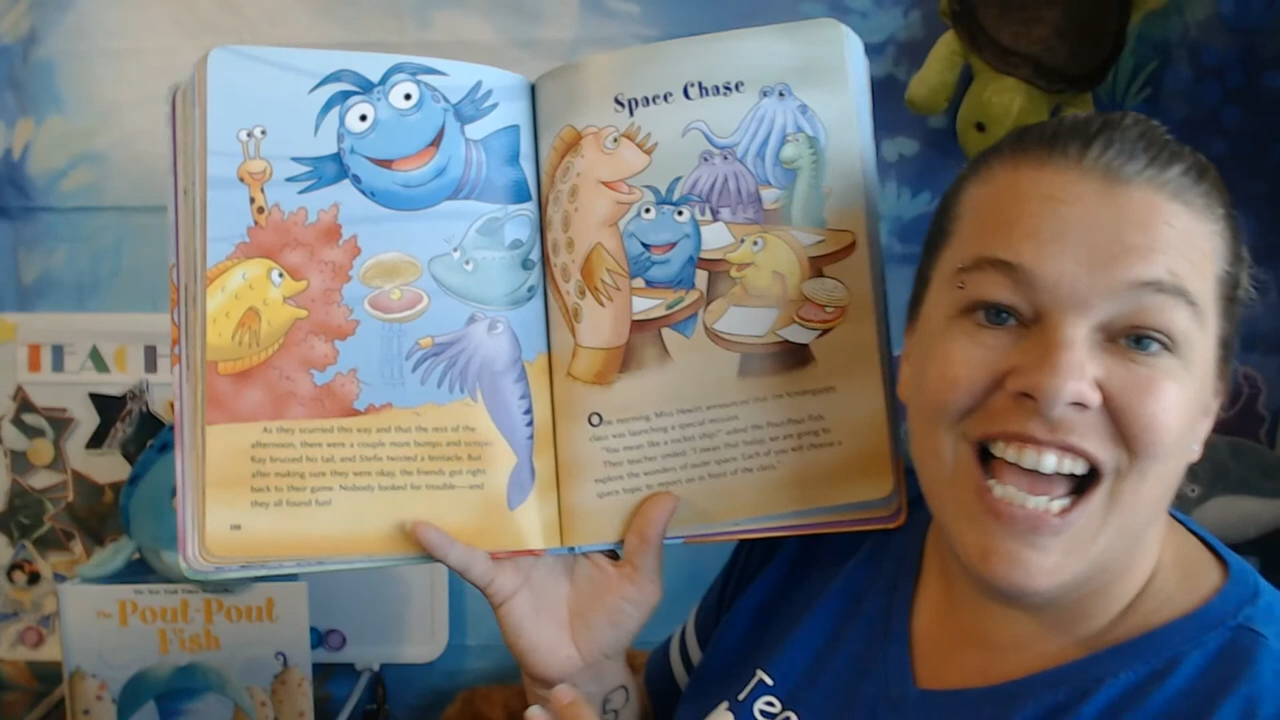 TEACH
Space Chase
As they scurried this way and that the rest of the
afternoon, there were a couple more bumps and scrapes.
Ray bruised his tail, and Stefie twisted a tentacle. But
after making sure they were okay, the friends got right
back to their game. Nobody looked for trouble—and
they all found fun!
One morning, Miss Hewitt announced that the kindergarten
class was launching a special mission.
"You mean like a rocket ship?" asked the Pout-Pout Fish.
Their teacher smiled. "I mean that today, we are going to
explore the wonders of outer space. Each of you will choose a
space topic to report on in front of the class."
The Pout-Pout
Fish